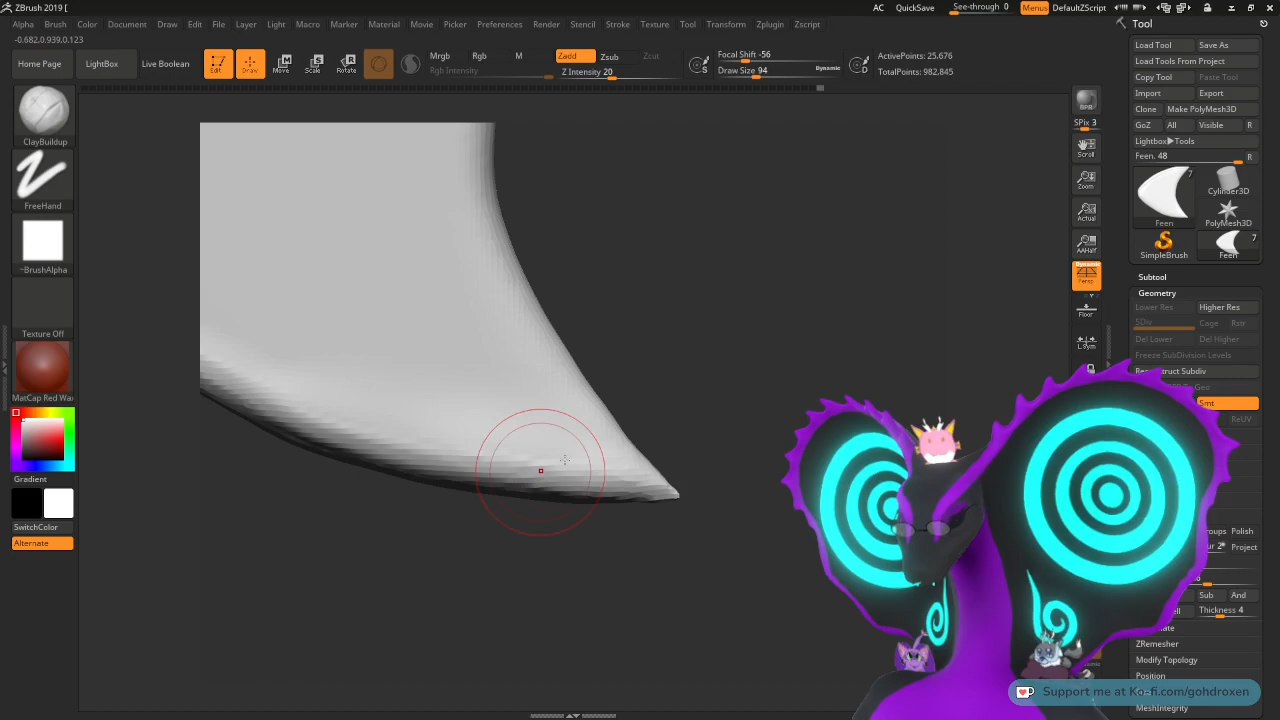 ZBrush 2019 [
AC QuickSave See-through 0 Menus DefaultZScript
Alpha Brush Color Document Draw Edit File Layer Light Macro Marker Material Movie Picker Preferences Render Stencil Stroke Texture Tool Transform Zplugin Zscript
-0.682,0.939,0.123
Home Page LightBox Live Boolean Edit Draw Move Scale Rotate
Mrgb Rgb M Zadd Zsub Zcut
Rgb Intensity Z Intensity 20
Focal Shift -56
Draw Size 94 Dynamic
ActivePoints: 25,676
TotalPoints: 982,845
ClayBuildup
FreeHand
~BrushAlpha
Texture Off
MatCap Red Wa
Gradient
SwitchColor
Alternate
BPR
SPix 3
Scroll
Zoom
Actual
AAHalf
Dynamic
Persp
Floor
L.Sym
Tool
Load Tool Save As
Load Tools From Project
Copy Tool Paste Tool
Import Export
Clone Make PolyMesh3D
GoZ All Visible R
Lightbox▶Tools
Feen. 48 R
7
Feen
Cylinder3D
PolyMesh3D
SimpleBrush
7
Feen
Subtool
Geometry
Lower Res Higher Res
SDiv Cage Rstr
Del Lower Del Higher
Freeze SubDivision Levels
Reconstruct Subdiv
Geo
Smt
ReUV
Polish
Project
Sub And
Thickness 4
ZRemesher
Modify Topology
Position
MeshIntegrity
Support me at Ko-fi.com/gohdroxen